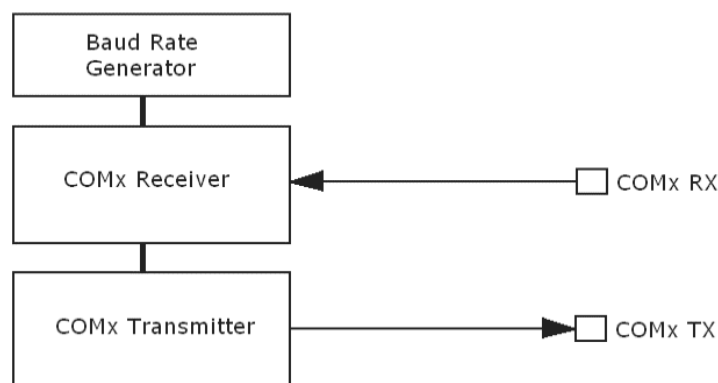 Baud Rate
Generator
COMx Receiver
COMx RX
COMx Transmitter
COMx TX